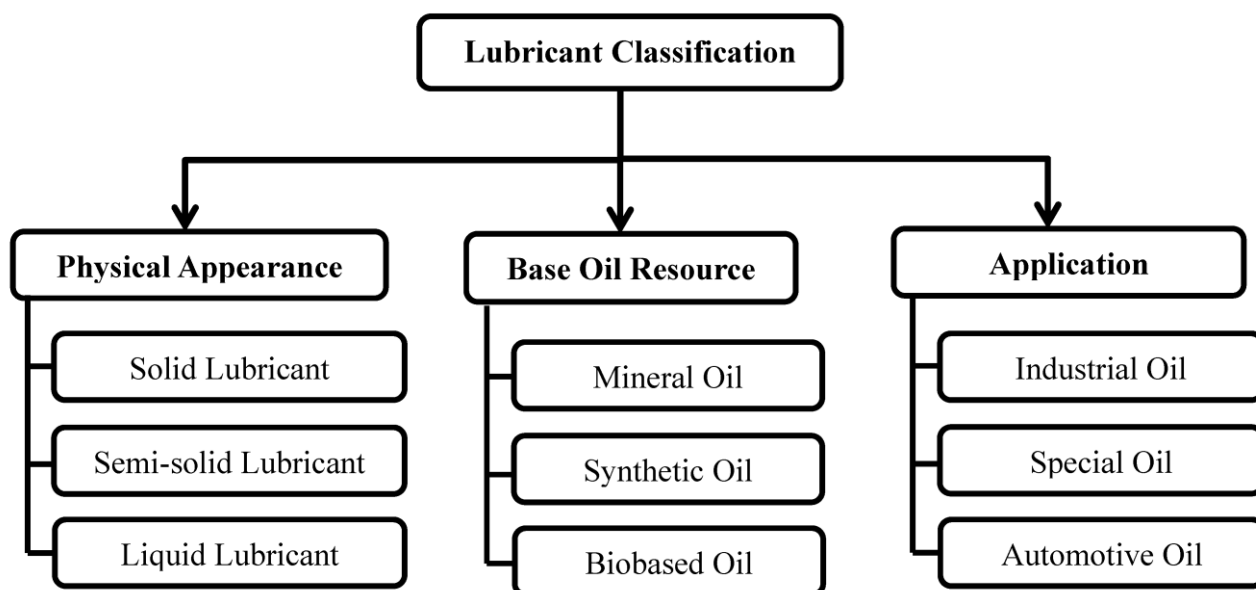 Lubricant Classification
Physical Appearance
Solid Lubricant
Semi-solid Lubricant
Liquid Lubricant
Base Oil Resource
Mineral Oil
Synthetic Oil
Biobased Oil
Application
Industrial Oil
Special Oil
Automotive Oil